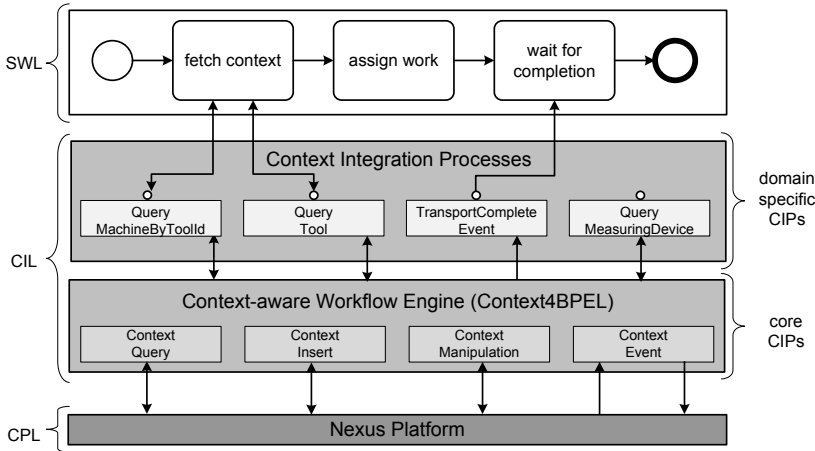 SWL
fetch context
assign work
wait for
completion
CIL
Context Integration Processes
Query
MachineByToolId
Query
Tool
TransportComplete
Event
Query
MeasuringDevice
domain
specific
CIPs
Context-aware Workflow Engine (Context4BPEL)
Context
Query
Context
Insert
Context
Manipulation
Context
Event
core
CIPs
CPL
Nexus Platform